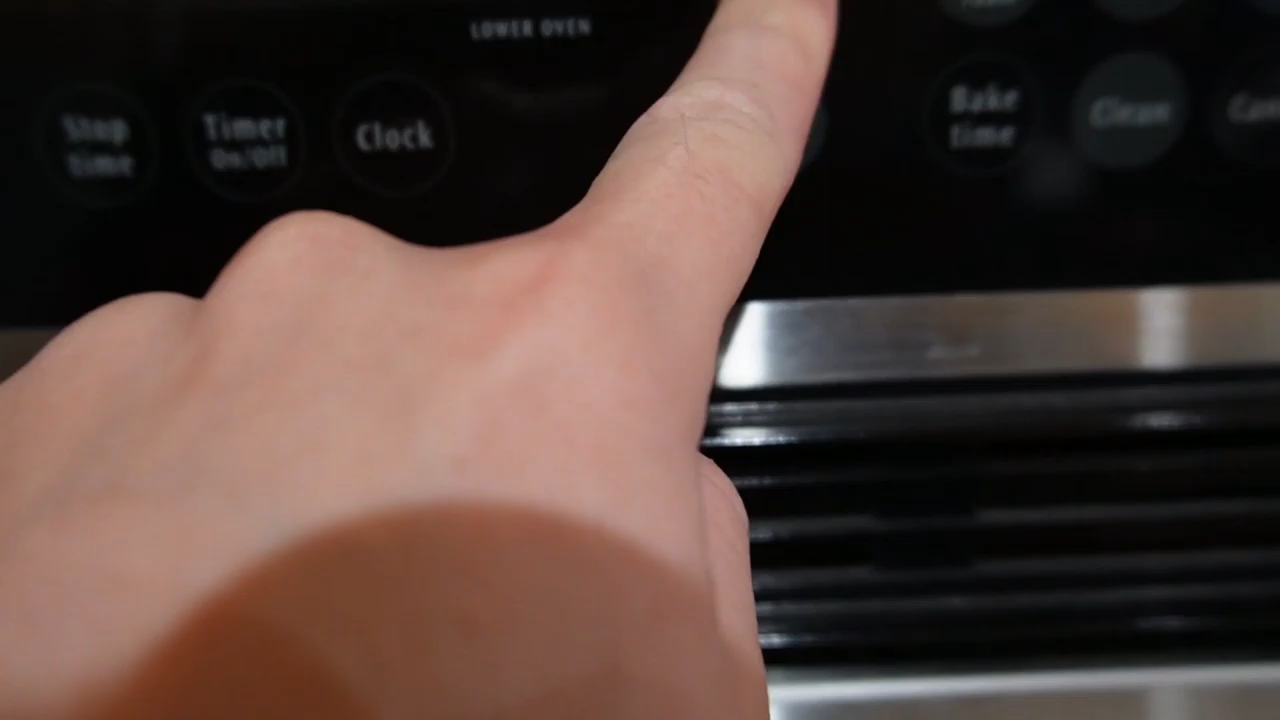 LOWER OVEN
Stop
time
Timer
On/Off
Clock
Bake
time
Clean